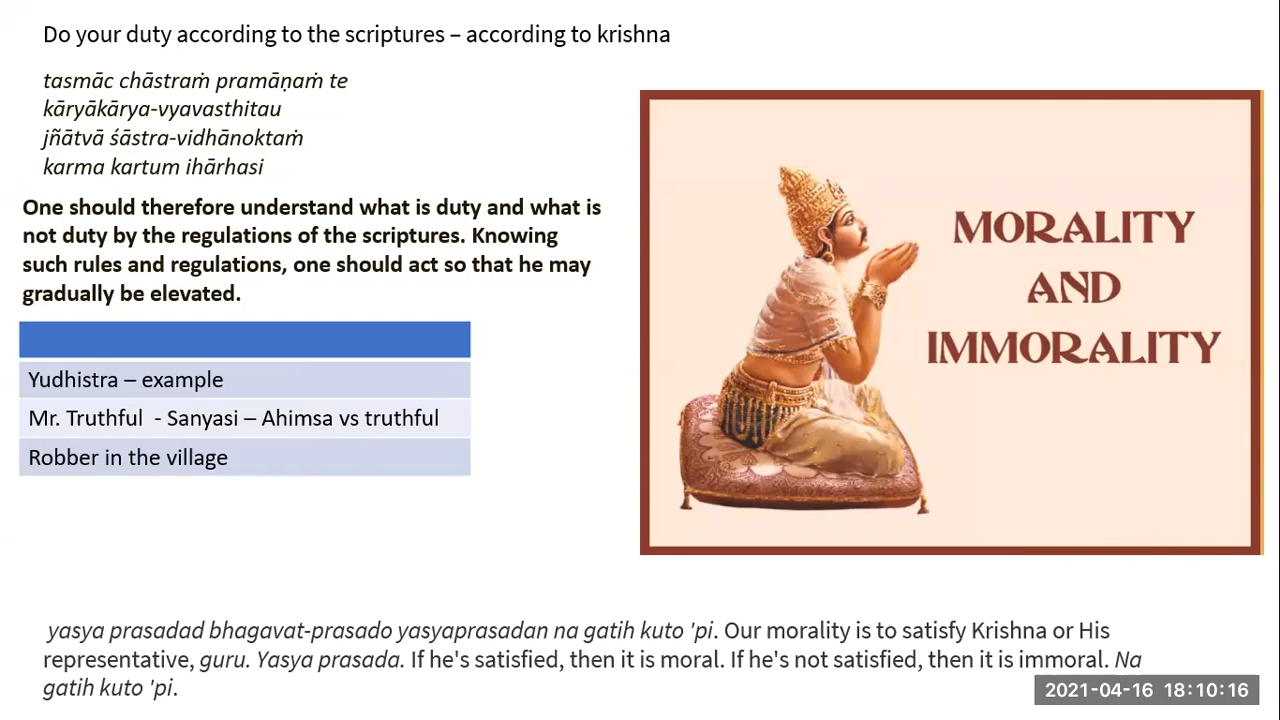 Do your duty according to the scriptures – according to krishna
tasmāc chāstraṁ pramāṇaṁ te
kāryākārya-vyavasthitau
jñātvā śāstra-vidhānoktaṁ
karma kartum ihārhasi
One should therefore understand what is duty and what is
not duty by the regulations of the scriptures. Knowing
such rules and regulations, one should act so that he may
gradually be elevated.
Yudhistra – example
Mr. Truthful - Sanyasi – Ahimsa vs truthful
Robber in the village
MORALITY
AND
IMMORALITY
yasya prasadad bhagavat-prasado yasyaprasadan na gatih kuto 'pi. Our morality is to satisfy Krishna or His
representative, guru. Yasya prasada. If he's satisfied, then it is moral. If he's not satisfied, then it is immoral. Na
gatih kuto 'pi.
2021-04-16 18:10:16